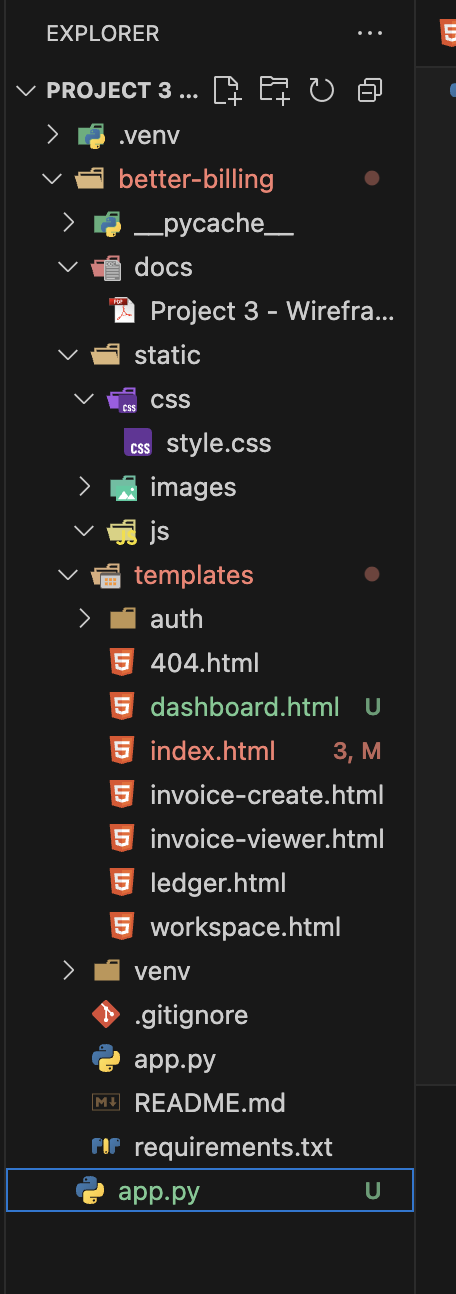 EXPLORER
PROJECT 3 ...
.venv
better-billing
__pycache__
docs
Project 3 - Wirefra...
static
css
style.css
images
js
templates
auth
404.html
dashboard.html U
index.html 3, M
invoice-create.html
invoice-viewer.html
ledger.html
workspace.html
venv
.gitignore
app.py
README.md
requirements.txt
app.py U